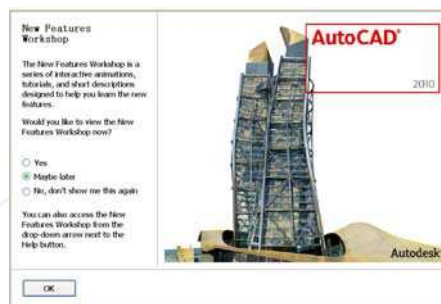 New Features
Workshop
The New Features Workshop is a
series of interactive animations,
tutorials, and short descriptions
designed to help you learn the new
features.
Would you like to view the New
Features Workshop now?
Yes
Maybe later
No, don't show me this again
You can also access the New
Features Workshop from the
drop-down arrow next to the
Help button.
OK
AutoCAD®
2010
Autodesk